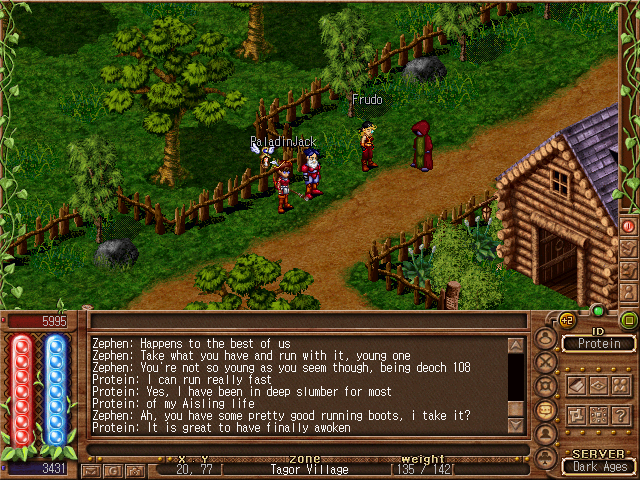 Frudo
PaladinJack
5995
+2
ID
Protein
Zephen: Happens to the best of us
Zephen: Take what you have and run with it, young one
Zephen: You're not so young as you seem though, being deoch 108
Protein: I can run really fast
Protein: Yes, I have been in deep slumber for most
Protein: of my Aisling life
Zephen: Ah, you have some pretty good running boots, i take it?
Protein: It is great to have finally awoken
3431
x y zone weight
20, 77 Tagor Village 135 / 142
G
?
SERVER
Dark Ages